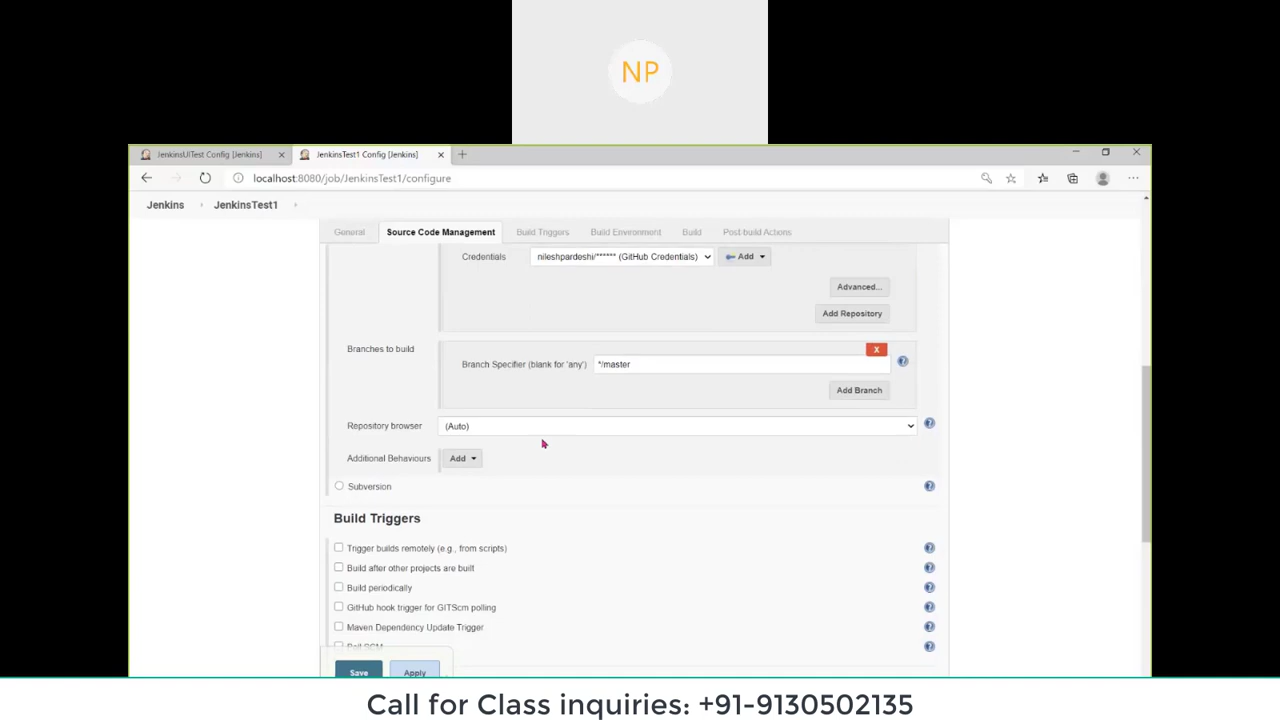 NP
JenkinsUITest Config [Jenkins]
JenkinsTest1 Config [Jenkins]
localhost:8080/job/JenkinsTest1/configure
Jenkins
JenkinsTest1
General
Source Code Management
Build Triggers
Build Environment
Build
Post-build Actions
Credentials
nileshpardeshi/****** (GitHub Credentials)
Add
Advanced...
Add Repository
Branches to build
X
Branch Specifier (blank for 'any')
*/master
Add Branch
Repository browser
(Auto)
Additional Behaviours
Add
Subversion
Build Triggers
Trigger builds remotely (e.g., from scripts)
Build after other projects are built
Build periodically
GitHub hook trigger for GITScm polling
Maven Dependency Update Trigger
Poll SCM
Save
Apply
Call for Class inquiries: +91-9130502135